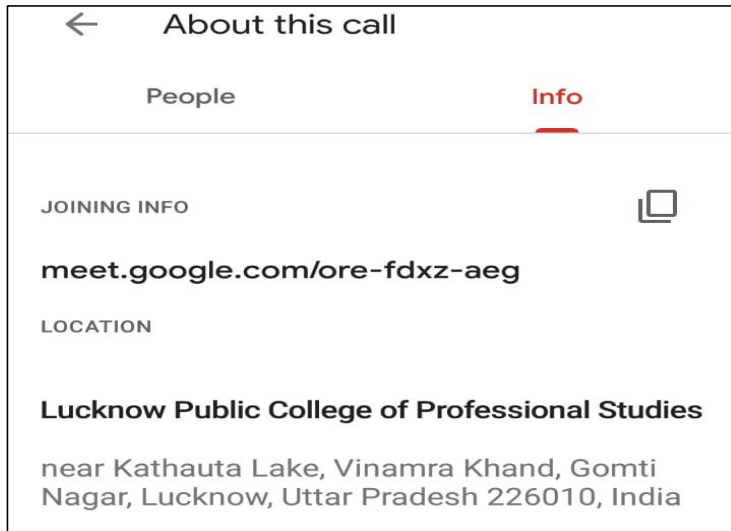 About this call
People Info
JOINING INFO
meet.google.com/ore-fdxz-aeg
LOCATION
Lucknow Public College of Professional Studies
near Kathauta Lake, Vinamra Khand, Gomti
Nagar, Lucknow, Uttar Pradesh 226010, India